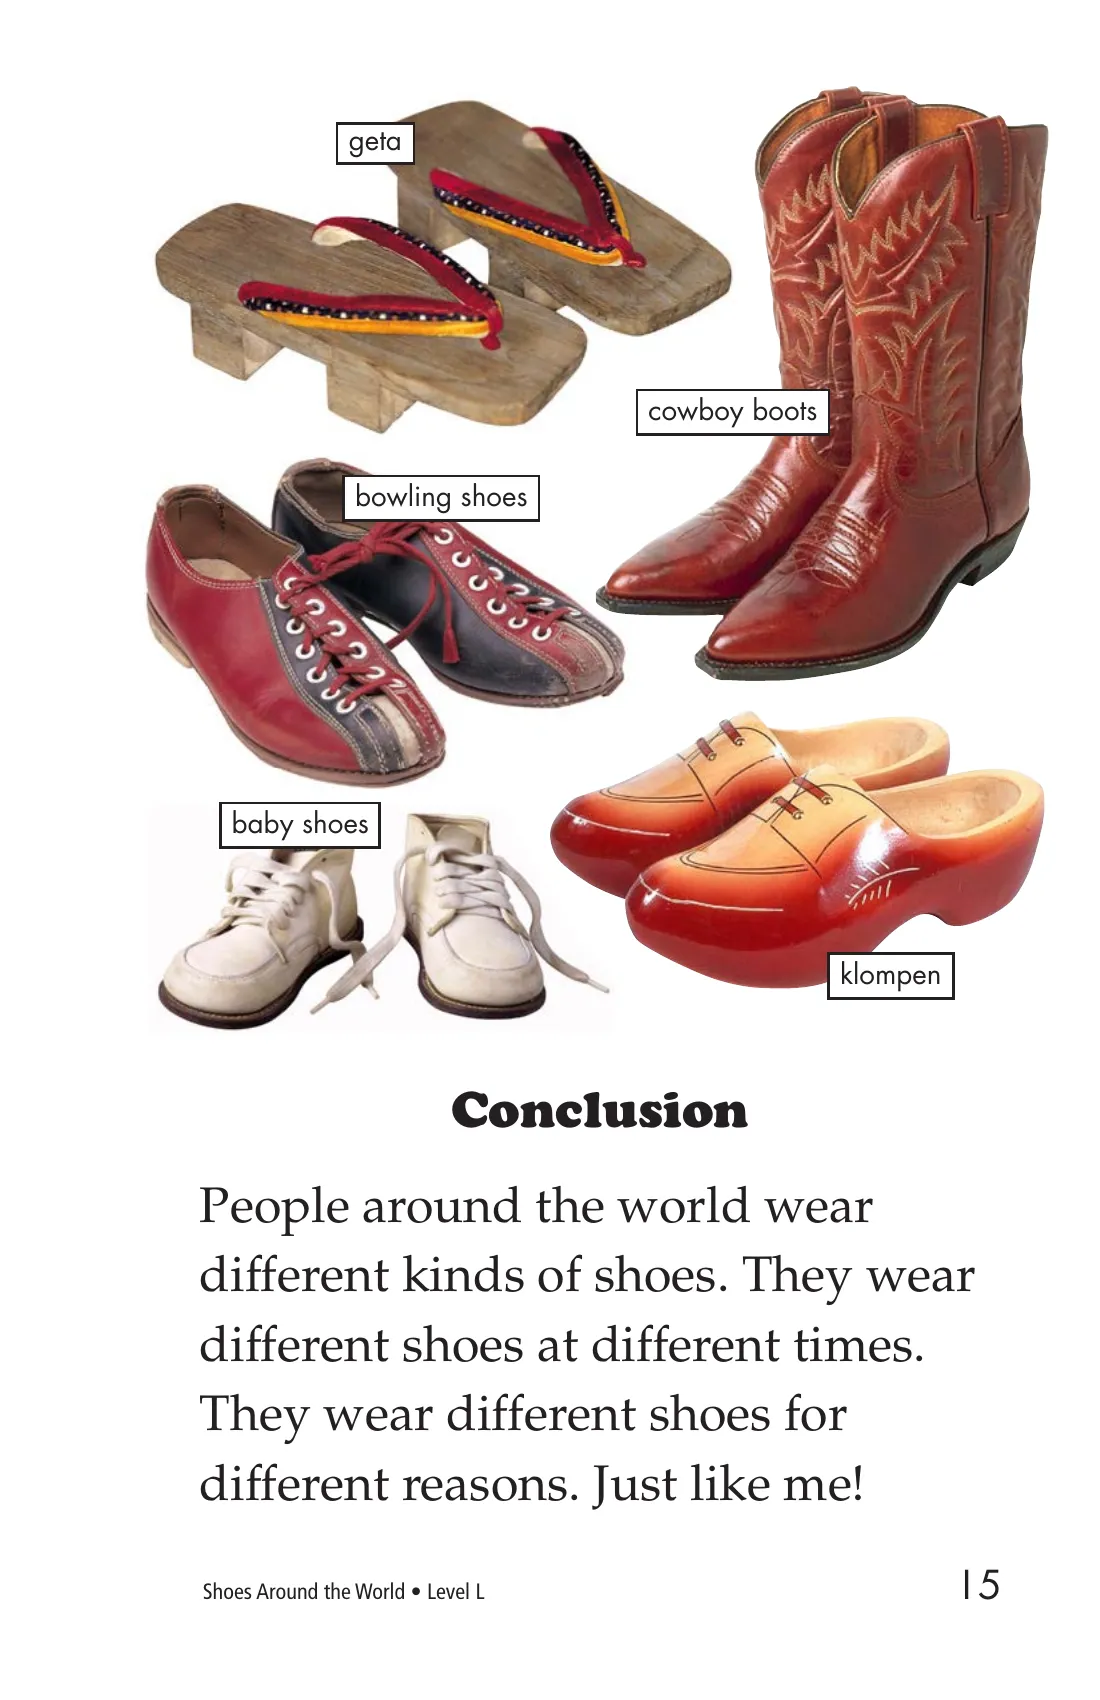 geta
cowboy boots
bowling shoes
baby shoes
klompen
Conclusion
People around the world wear
different kinds of shoes. They wear
different shoes at different times.
They wear different shoes for
different reasons. Just like me!
Shoes Around the World • Level L
15